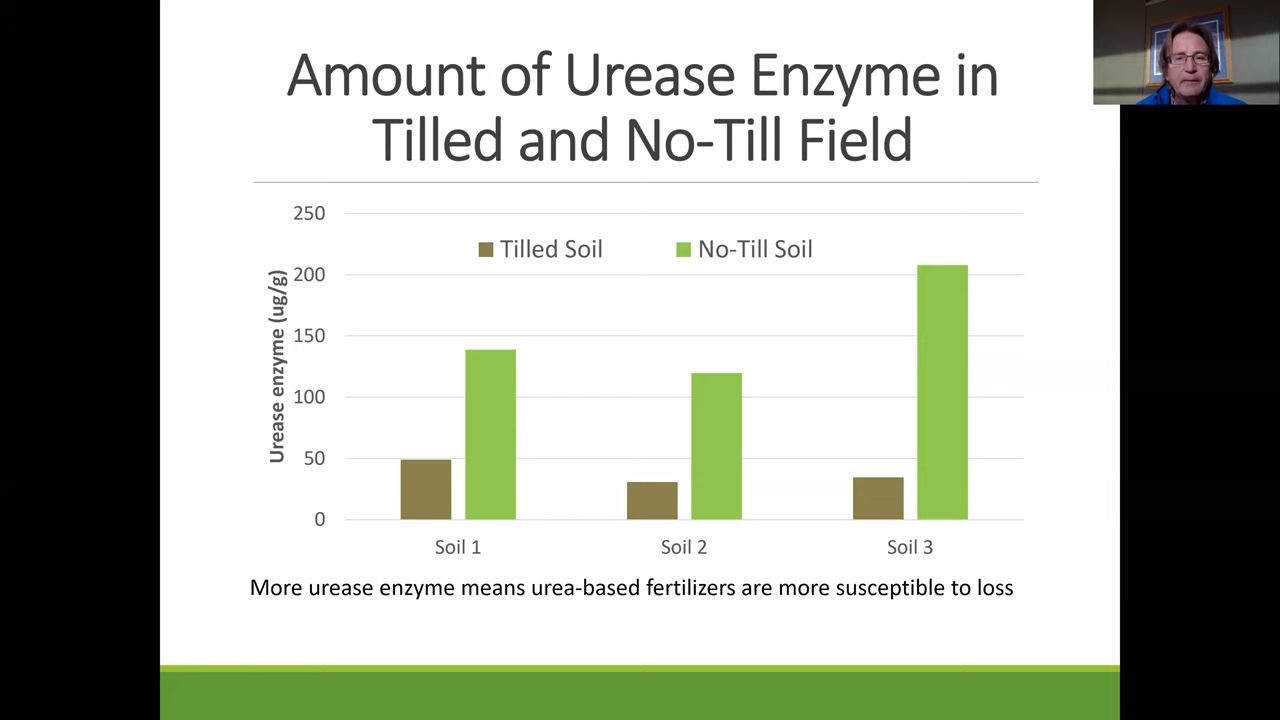 Amount of Urease Enzyme in
Tilled and No-Till Field
250
Tilled Soil
No-Till Soil
200
150
100
50
0
Urease enzyme (ug/g)
Soil 1
Soil 2
Soil 3
More urease enzyme means urea-based fertilizers are more susceptible to loss